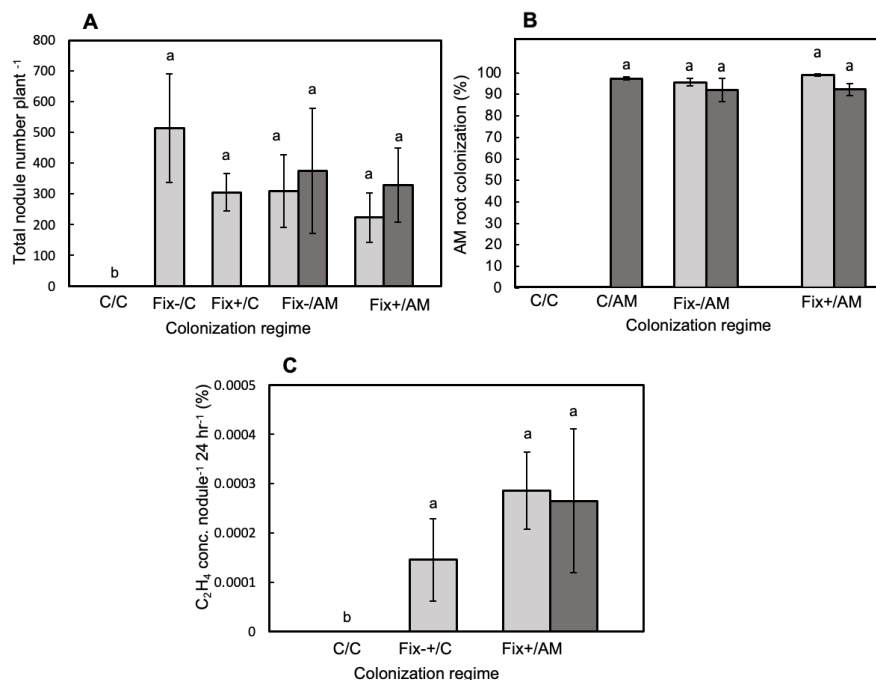 A
Total nodule number plant -1
800
700
600
500
400
300
200
100
0
b
a
a
a
a
a
a
C/C
Fix-/C
Fix+/C
Fix-/AM
Fix+/AM
Colonization regime
B
AM root colonization (%)
100
90
80
70
60
50
40
30
20
10
0
a
a
a
a
a
C/C
C/AM
Fix-/AM
Fix+/AM
Colonization regime
C
C2H4 conc. nodule-1 24 hr-1 (%)
0.0005
0.0004
0.0003
0.0002
0.0001
0
b
a
a
a
C/C
Fix-+/C
Fix+/AM
Colonization regime